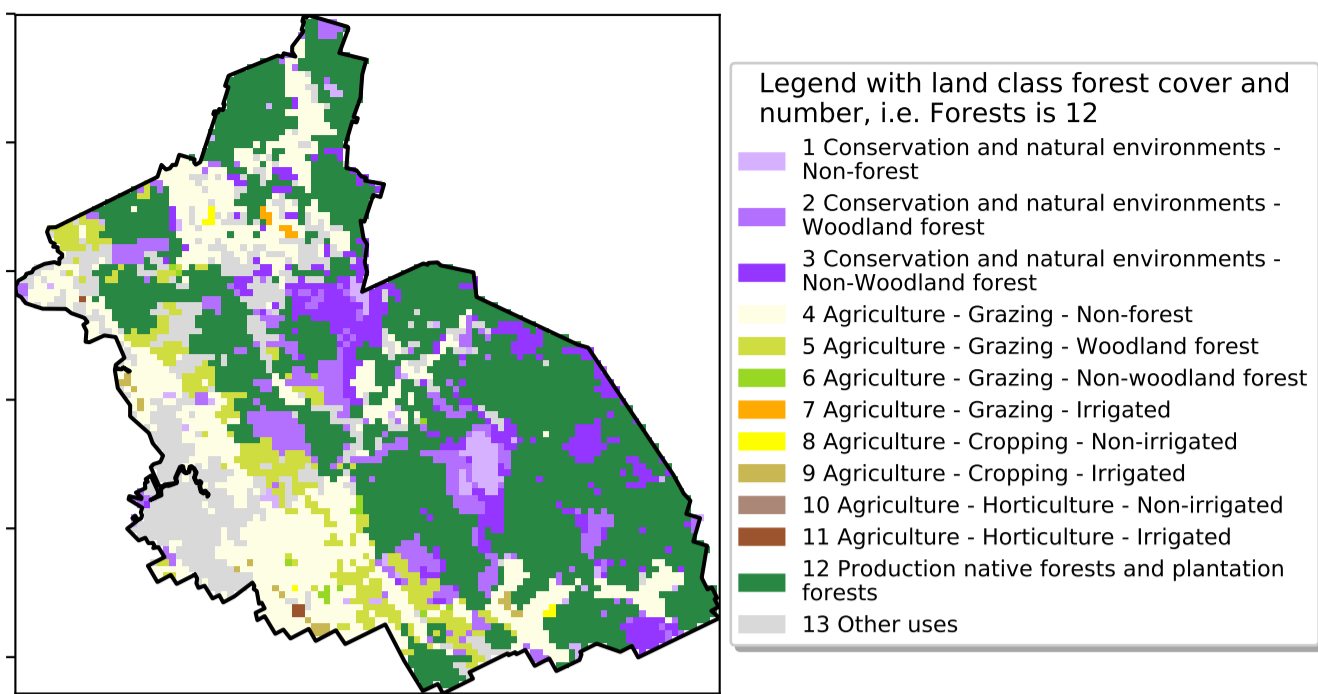 Legend with land class forest cover and
number, i.e. Forests is 12
1 Conservation and natural environments -
Non-forest
2 Conservation and natural environments -
Woodland forest
3 Conservation and natural environments -
Non-Woodland forest
4 Agriculture - Grazing - Non-forest
5 Agriculture - Grazing - Woodland forest
6 Agriculture - Grazing - Non-woodland forest
7 Agriculture - Grazing - Irrigated
8 Agriculture - Cropping - Non-irrigated
9 Agriculture - Cropping - Irrigated
10 Agriculture - Horticulture - Non-irrigated
11 Agriculture - Horticulture - Irrigated
12 Production native forests and plantation
forests
13 Other uses